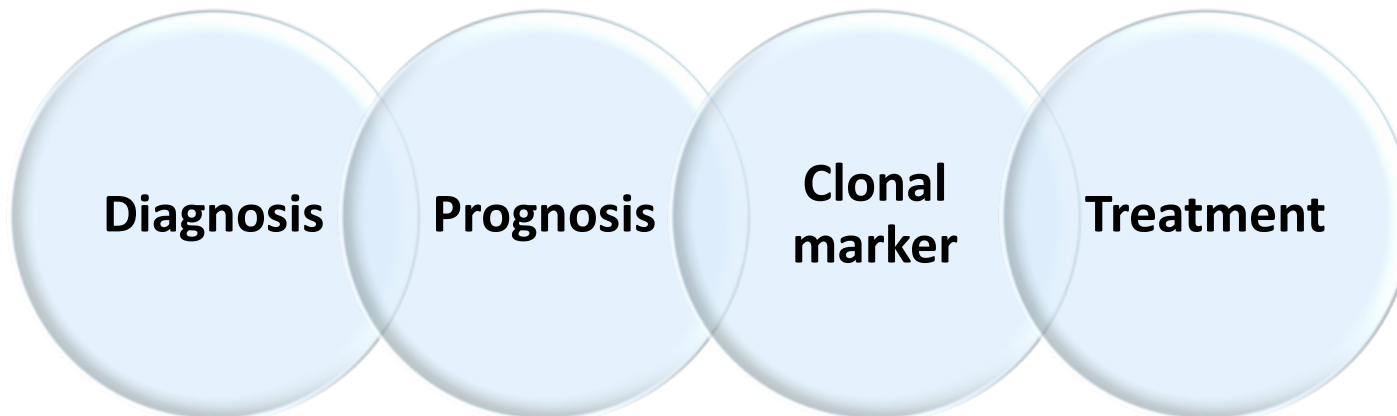 Diagnosis
Prognosis
Clonal
marker
Treatment